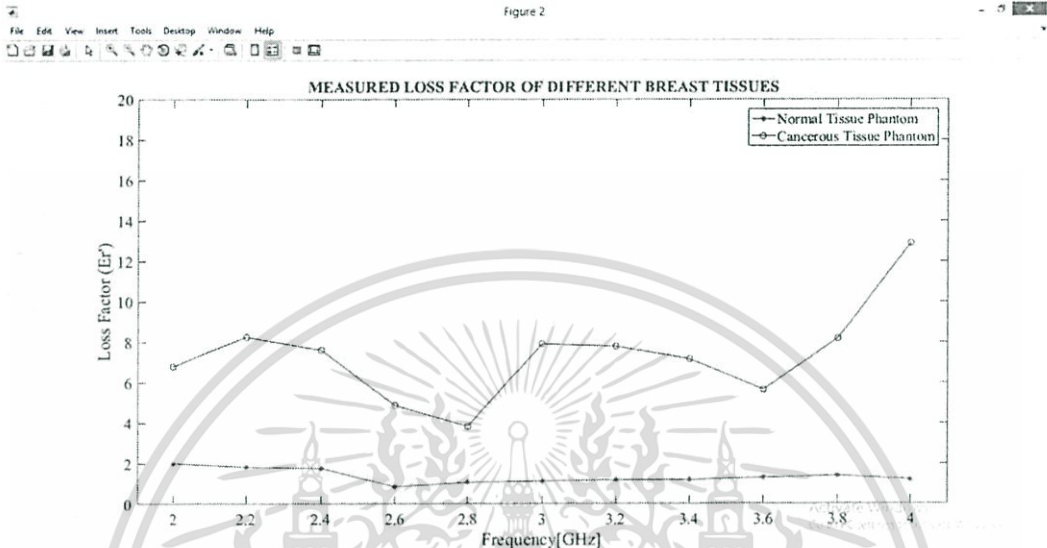 Figure 2
File Edit View Insert Tools Desktop Window Help
MEASURED LOSS FACTOR OF DIFFERENT BREAST TISSUES
Normal Tissue Phantom
Cancerous Tissue Phantom
Loss Factor (Er')
20
18
16
14
12
10
8
6
4
2
0
2 2.2 2.4 2.6 2.8 3 3.2 3.4 3.6 3.8 4
Frequency[GHz]
Activate Windows